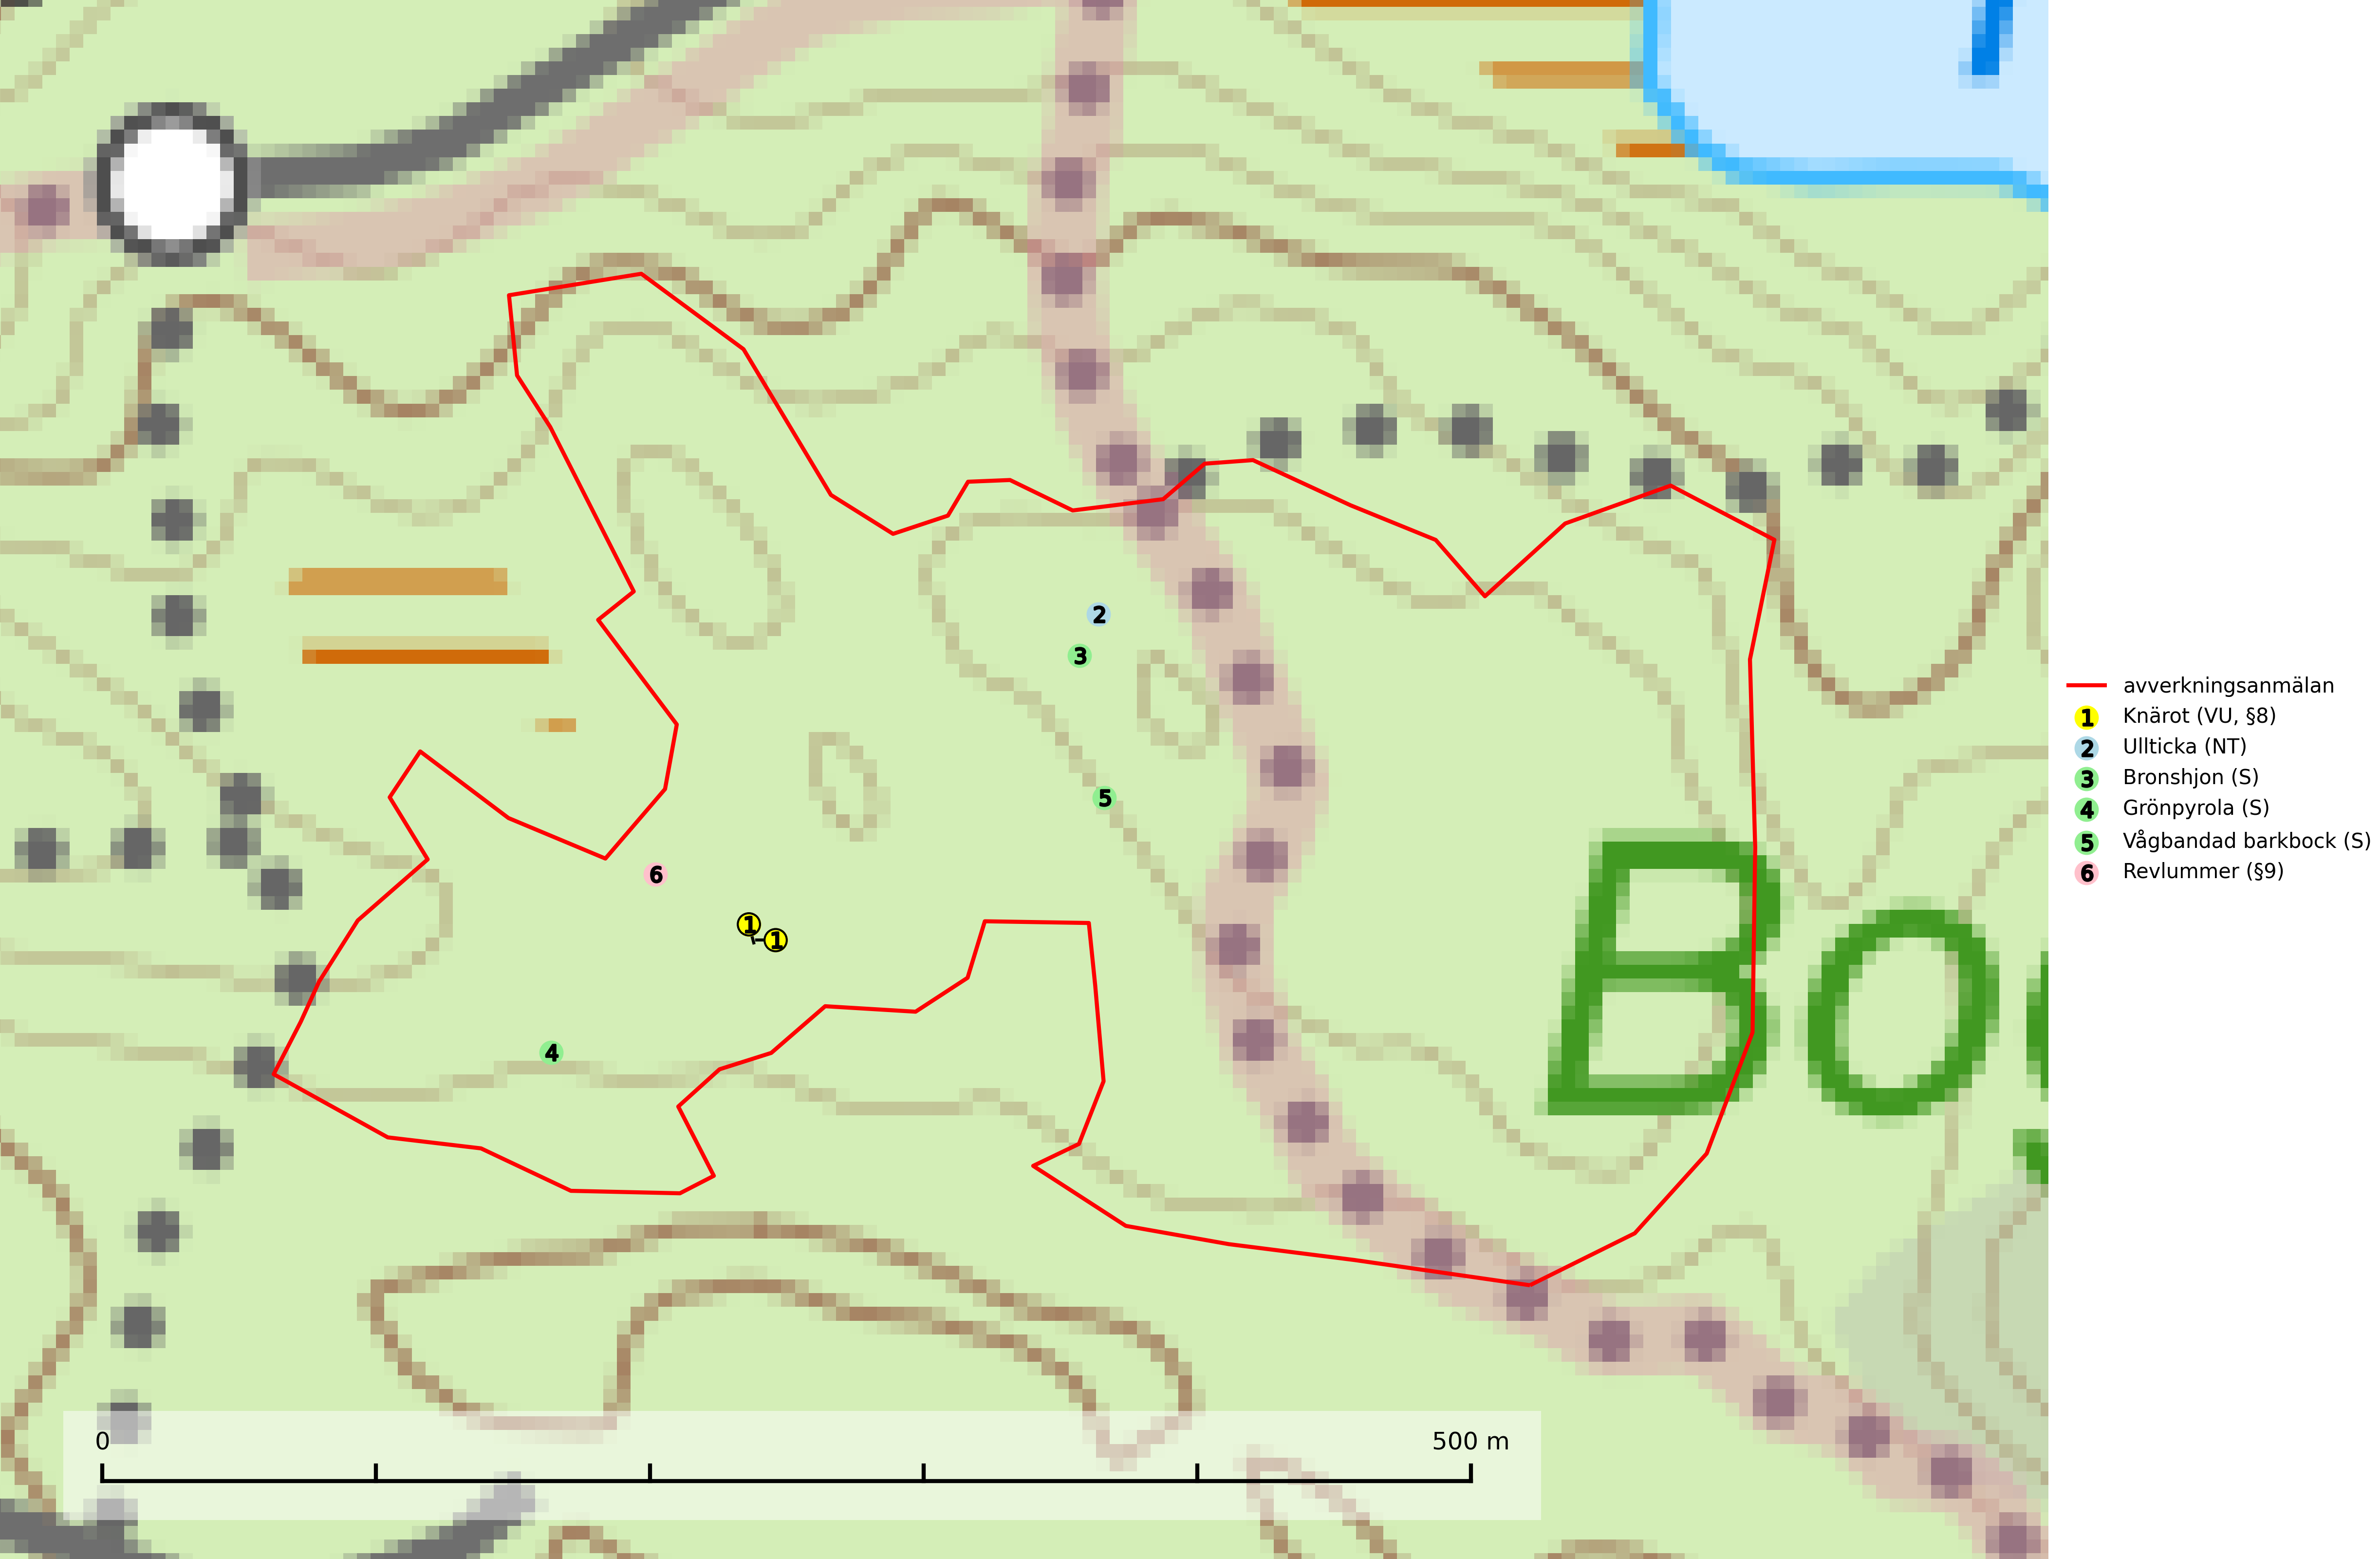 2
3
5
6
1
1
4
BO
0
500 m
avverkningsanmälan
1 Knärot (VU, §8)
2 Ullticka (NT)
3 Bronshjon (S)
4 Grönpyrola (S)
5 Vågbandad barkbock (S)
6 Revlummer (§9)